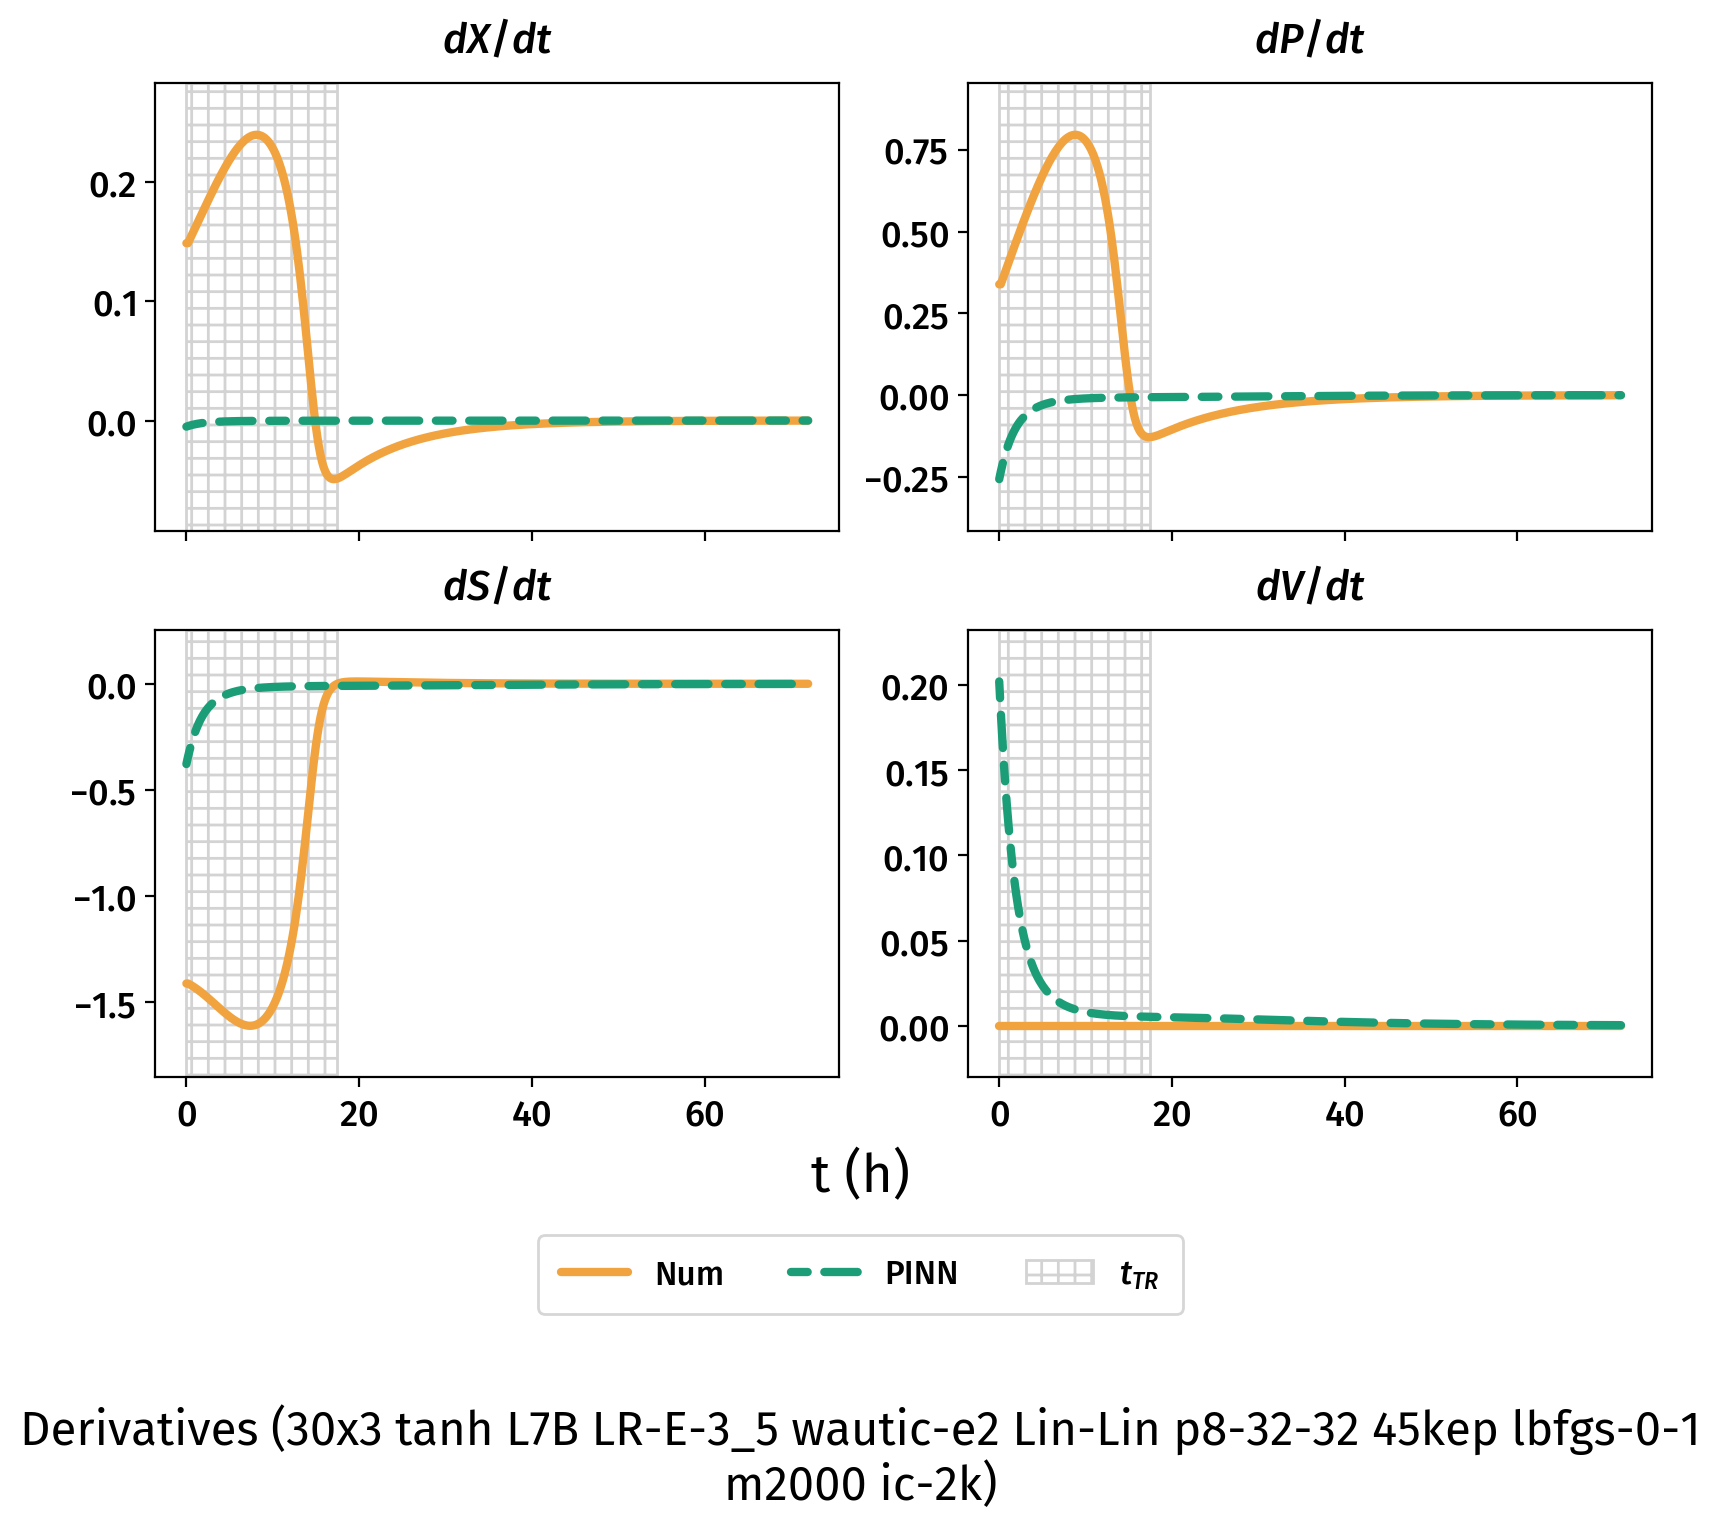 dX/dt
dP/dt
0.2
0.1
0.0
0.75
0.50
0.25
0.00
−0.25
dS/dt
dV/dt
0.0
−0.5
−1.0
−1.5
0.20
0.15
0.10
0.05
0.00
0 20 40 60
0 20 40 60
t (h)
Num PINN tTR
Derivatives (30x3 tanh L7B LR-E-3_5 wautic-e2 Lin-Lin p8-32-32 45kep lbfgs-0-1
m2000 ic-2k)